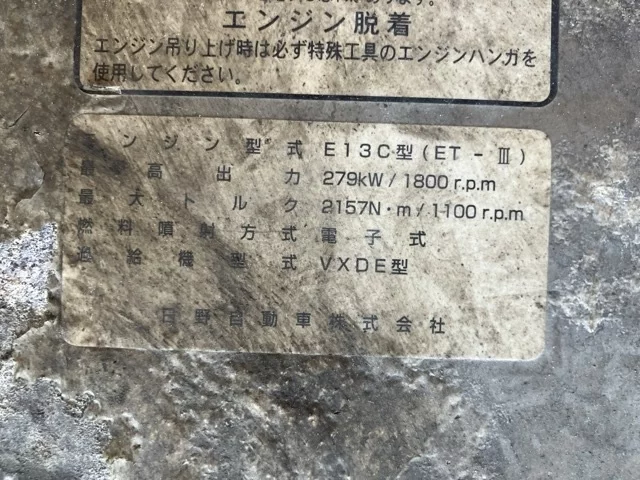 エンジン脱着
エンジン吊り上げ時は必ず特殊工具のエンジンハンガを
使用してください。
エンジン型式 E13C型(ET-Ⅲ)
最高出力 279kW/1800r.p.m
最大トルク 2157N・m/1100r.p.m
燃料噴射方式 電子式
過給機型式 VXDE型
日野自動車株式会社